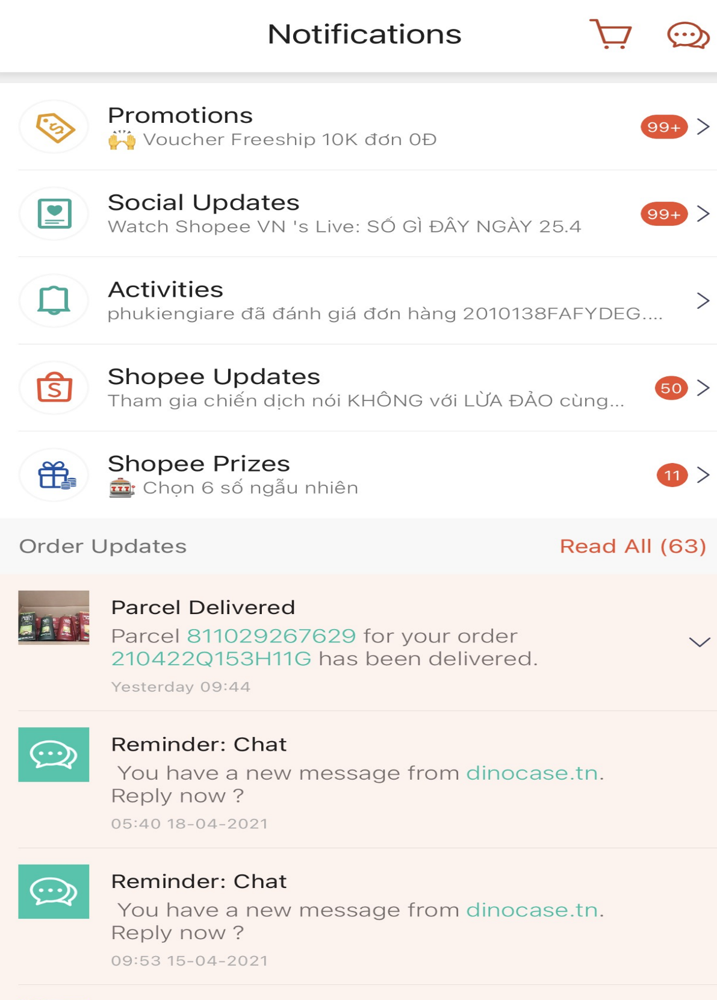 Notifications
Promotions
99+
🙌 Voucher Freeship 10K đơn 0Đ
Social Updates
99+
Watch Shopee VN 's Live: SỐ GÌ ĐÂY NGÀY 25.4
Activities
phukiengiare đã đánh giá đơn hàng 2010138FAFYDEG....
Shopee Updates
50
Tham gia chiến dịch nói KHÔNG với LỪA ĐẢO cùng...
Shopee Prizes
11
🎰 Chọn 6 số ngẫu nhiên
Order Updates
Read All (63)
Parcel Delivered
Parcel 811029267629 for your order
210422Q153H11G has been delivered.
Yesterday 09:44
Reminder: Chat
You have a new message from dinocase.tn.
Reply now ?
05:40 18-04-2021
Reminder: Chat
You have a new message from dinocase.tn.
Reply now ?
09:53 15-04-2021